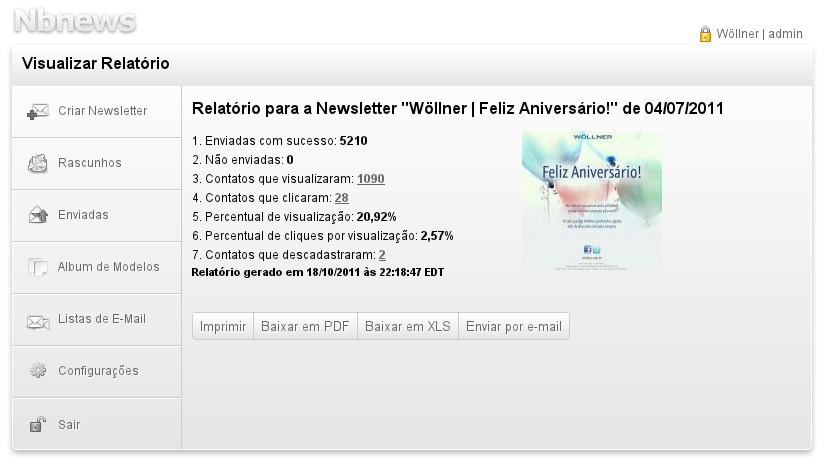 Nbnews
Wöllner | admin
Visualizar Relatório
Criar Newsletter
Rascunhos
Enviadas
Album de Modelos
Listas de E-Mail
Configurações
Sair
Relatório para a Newsletter "Wöllner | Feliz Aniversário!" de 04/07/2011
1. Enviadas com sucesso: 5210
2. Não enviadas: 0
3. Contatos que visualizaram: 1090
4. Contatos que clicaram: 28
5. Percentual de visualização: 20,92%
6. Percentual de cliques por visualização: 2,57%
7. Contatos que descadastraram: 2
Relatório gerado em 18/10/2011 às 22:18:47 EDT
WÖLLNER
Feliz Aniversário!
Imprimir
Baixar em PDF
Baixar em XLS
Enviar por e-mail